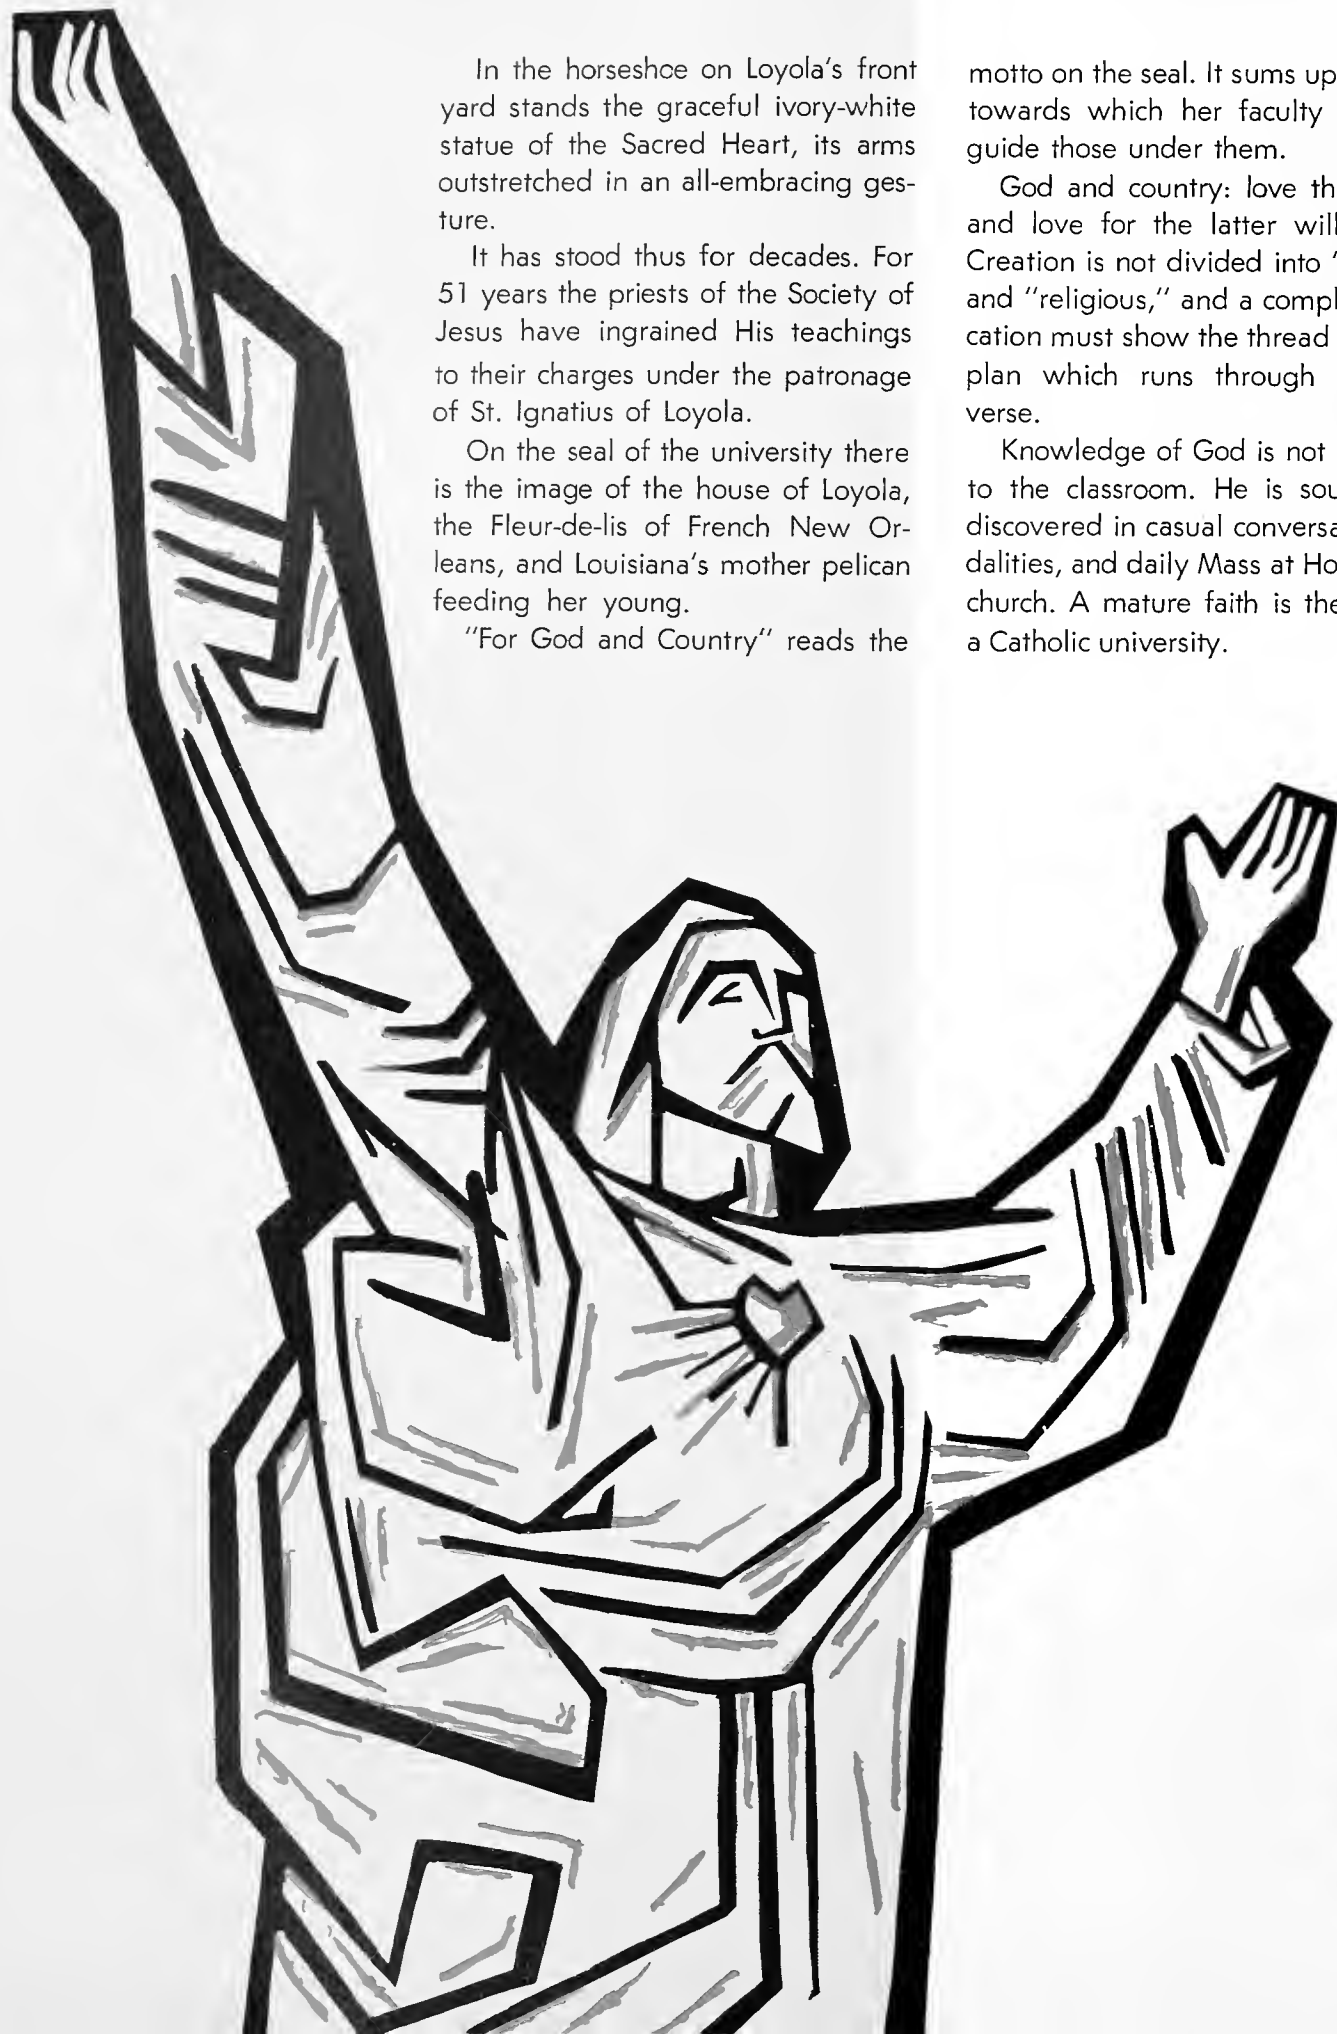 In the horseshoe on Loyola's front
yard stands the graceful ivory-white
statue of the Sacred Heart, its arms
outstretched in an all-embracing ges-
ture.
It has stood thus for decades. For
51 years the priests of the Society of
Jesus have ingrained His teachings
to their charges under the patronage
of St. Ignatius of Loyola.
On the seal of the university there
is the image of the house of Loyola,
the Fleur-de-lis of French New Or-
leans, and Louisiana's mother pelican
feeding her young.
"For God and Country" reads the
motto on the seal. It sums up
towards which her faculty
guide those under them.
God and country: love th
and love for the latter will
Creation is not divided into "
and "religious," and a compl
cation must show the thread
plan which runs through
verse.
Knowledge of God is not
to the classroom. He is sou
discovered in casual conversa
dalities, and daily Mass at Ho
church. A mature faith is the
a Catholic university.